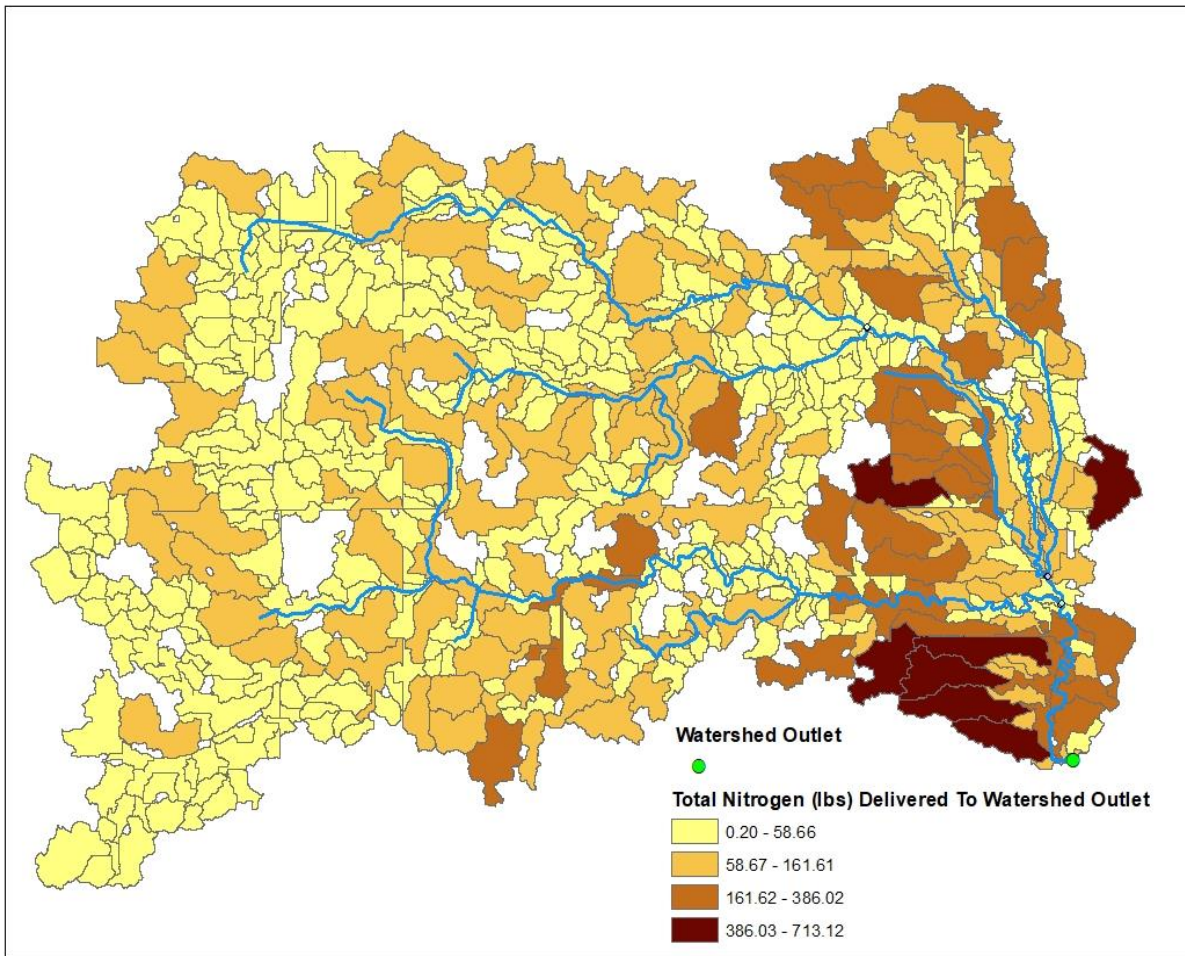 Watershed Outlet
Total Nitrogen (lbs) Delivered To Watershed Outlet
0.20 - 58.66
58.67 - 161.61
161.62 - 386.02
386.03 - 713.12